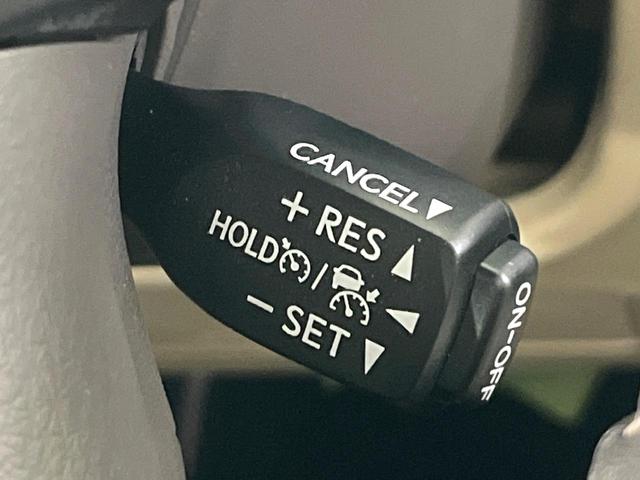 CANCEL▼
+ RES ▲
HOLD / ◀
− SET ▼
ON-OFF